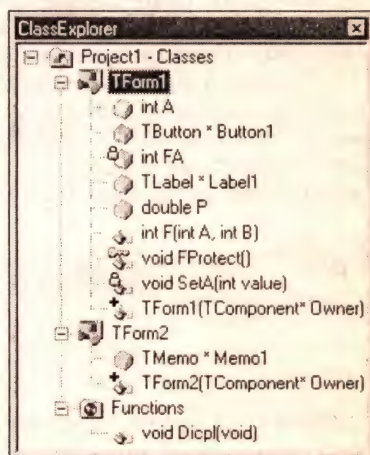 ClassExplorer
Project1 - Classes
TForm1
int A
TButton * Button1
int FA
TLabel * Label1
double P
int F(int A, int B)
void FProtect()
void SetA(int value)
TForm1(TComponent* Owner)
TForm2
TMemo * Memo1
TForm2(TComponent* Owner)
Functions
void Dicpl(void)